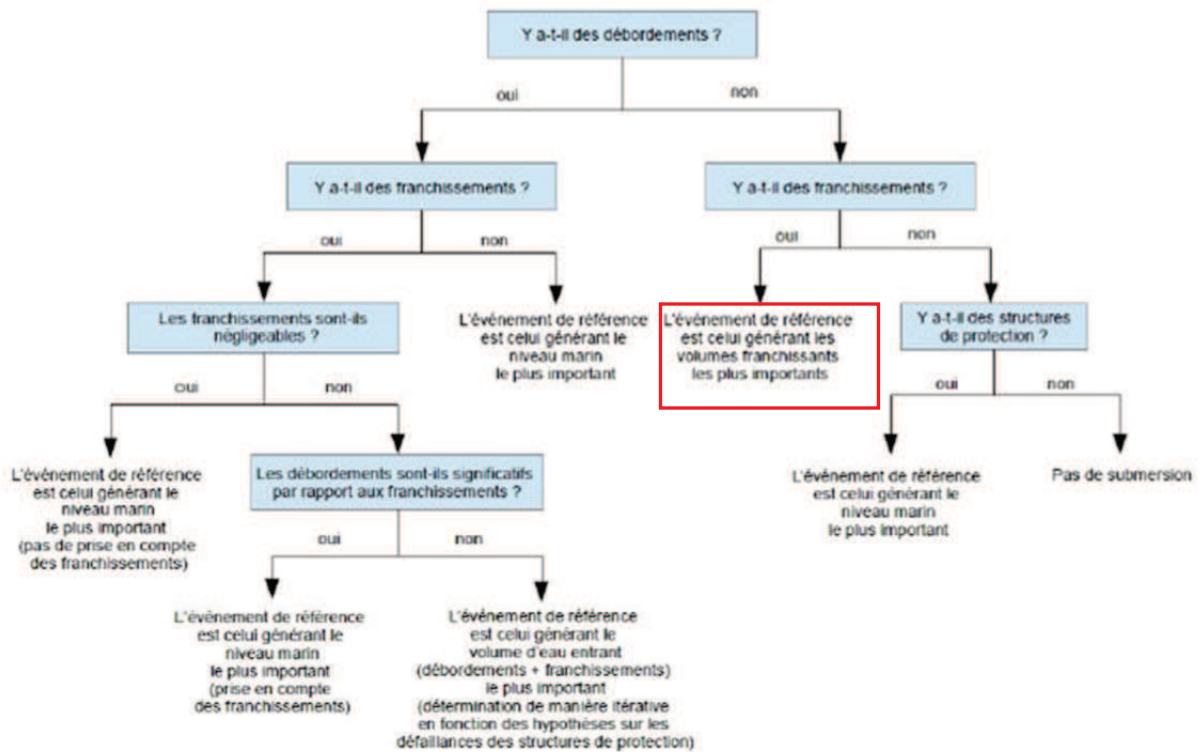 Y a-t-il des débordements ?
oui
non
Y a-t-il des franchissements ?
Y a-t-il des franchissements ?
oui
non
oui
non
Les franchissements sont-ils
négligeables ?
L'événement de référence
est celui générant le
niveau marin
le plus important
L'événement de référence
est celui générant les
volumes franchissants
les plus importants
Y a-t-il des structures
de protection ?
oui
non
oui
non
L'événement de référence
est celui générant le
niveau marin
le plus important
(pas de prise en compte
des franchissements)
Les débordements sont-ils significatifs
par rapport aux franchissements ?
L'événement de référence
est celui générant le
niveau marin
le plus important
Pas de submersion
oui
non
L'événement de référence
est celui générant le
niveau marin
le plus important
(prise en compte
des franchissements)
L'événement de référence
est celui générant le
volume d'eau entrant
(débordements + franchissements)
le plus important
(détermination de manière itérative
en fonction des hypothèses sur les
défaillances des structures de protection)